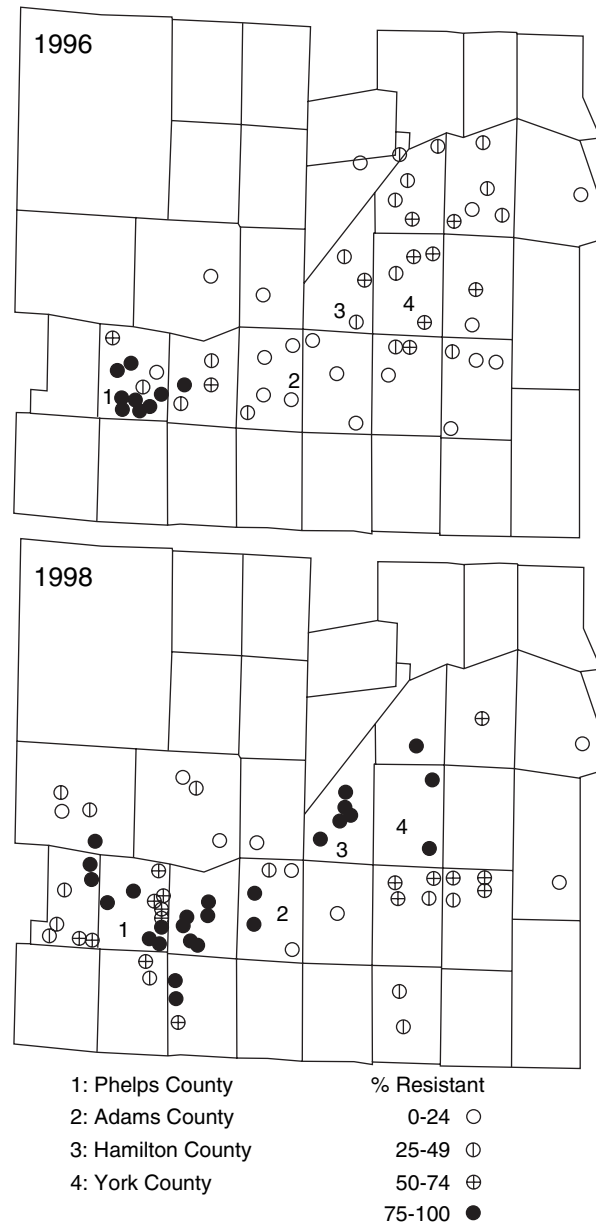 1996
3
4
2
1
1998
4
3
2
1
1: Phelps County
2: Adams County
3: Hamilton County
4: York County
% Resistant
0-24
25-49
50-74
75-100